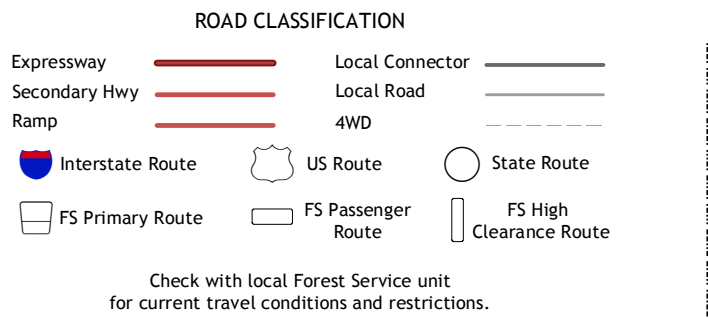 ROAD CLASSIFICATION
Expressway
Local Connector
Secondary Hwy
Local Road
Ramp
4WD
Interstate Route
US Route
State Route
FS Primary Route
FS Passenger
Route
FS High
Clearance Route
Check with local Forest Service unit
for current travel conditions and restrictions.